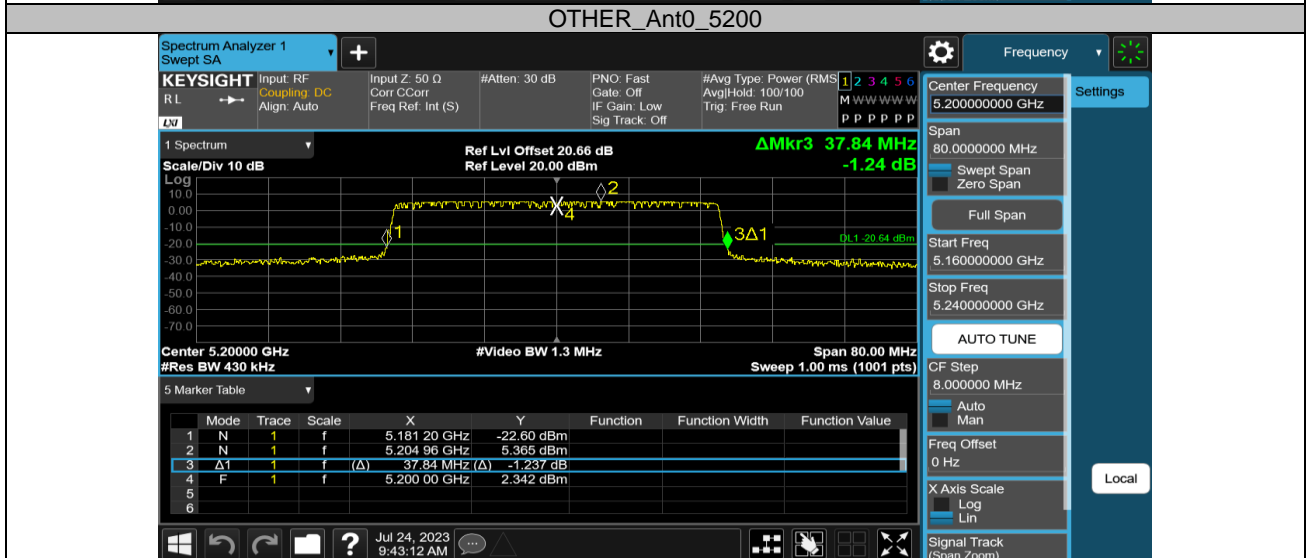 OTHER_Ant0_5200
Spectrum Analyzer 1
Swept SA
Frequency
KEYSIGHT
RL
LXI
Input: RF
Coupling: DC
Align: Auto
Input Z: 50 Ω
Corr CCorr
Freq Ref: Int (S)
#Atten: 30 dB
PNO: Fast
Gate: Off
IF Gain: Low
Sig Track: Off
#Avg Type: Power (RMS
Avg|Hold: 100/100
Trig: Free Run
1 2 3 4 5 6
M W W W W W
P P P P P P
1 Spectrum
Scale/Div 10 dB
Ref Lvl Offset 20.66 dB
Ref Level 20.00 dBm
ΔMkr3 37.84 MHz
-1.24 dB
Log
10.0
0.00
-10.0
-20.0
-30.0
-40.0
-50.0
-60.0
-70.0
1
2
4
3Δ1
DL1 -20.64 dBm
Center 5.20000 GHz
#Video BW 1.3 MHz
Span 80.00 MHz
#Res BW 430 kHz
Sweep 1.00 ms (1001 pts)
5 Marker Table
Mode Trace Scale X Y Function Function Width Function Value
1 N 1 f 5.181 20 GHz -22.60 dBm
2 N 1 f 5.204 96 GHz 5.365 dBm
3 Δ1 1 f (Δ) 37.84 MHz (Δ) -1.237 dB
4 F 1 f 5.200 00 GHz 2.342 dBm
5
6
Jul 24, 2023
9:43:12 AM
Center Frequency
5.200000000 GHz
Settings
Span
80.0000000 MHz
Swept Span
Zero Span
Full Span
Start Freq
5.160000000 GHz
Stop Freq
5.240000000 GHz
AUTO TUNE
CF Step
8.000000 MHz
Auto
Man
Freq Offset
0 Hz
X Axis Scale
Log
Lin
Local
Signal Track
(Span Zoom)